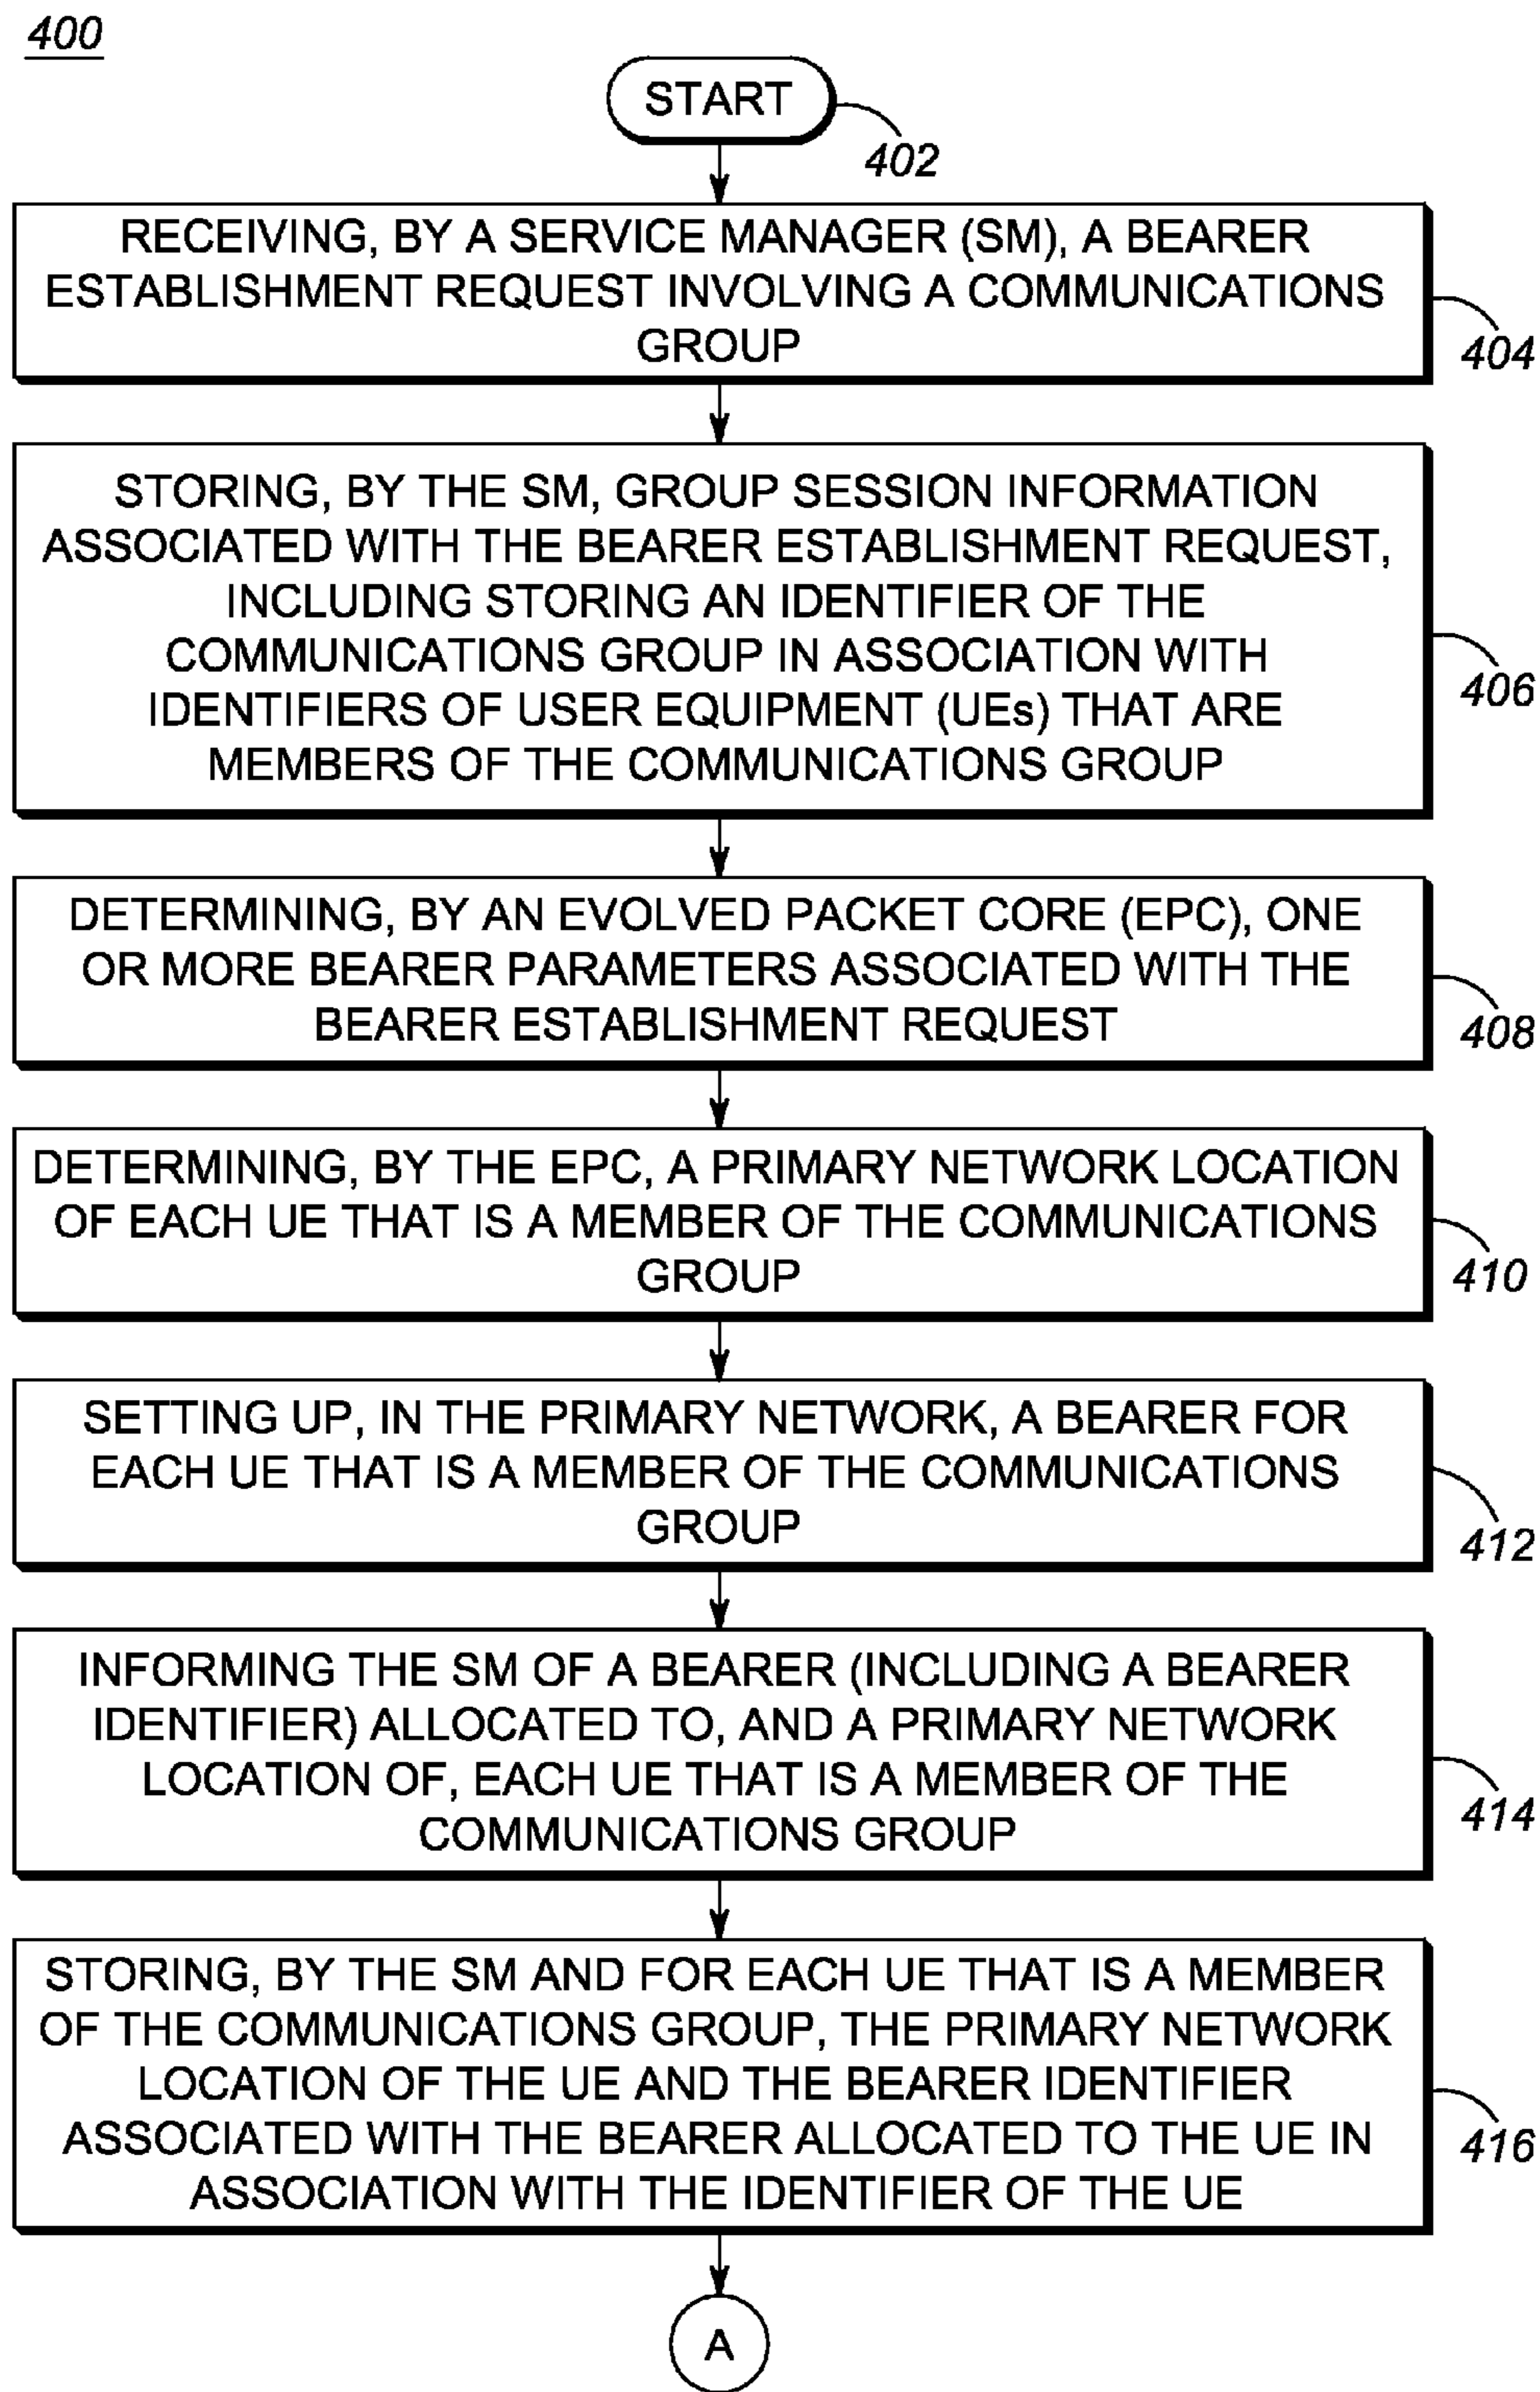 400
START
402
RECEIVING, BY A SERVICE MANAGER (SM), A BEARER
ESTABLISHMENT REQUEST INVOLVING A COMMUNICATIONS
GROUP
404
STORING, BY THE SM, GROUP SESSION INFORMATION
ASSOCIATED WITH THE BEARER ESTABLISHMENT REQUEST,
INCLUDING STORING AN IDENTIFIER OF THE
COMMUNICATIONS GROUP IN ASSOCIATION WITH
IDENTIFIERS OF USER EQUIPMENT (UEs) THAT ARE
MEMBERS OF THE COMMUNICATIONS GROUP
406
DETERMINING, BY AN EVOLVED PACKET CORE (EPC), ONE
OR MORE BEARER PARAMETERS ASSOCIATED WITH THE
BEARER ESTABLISHMENT REQUEST
408
DETERMINING, BY THE EPC, A PRIMARY NETWORK LOCATION
OF EACH UE THAT IS A MEMBER OF THE COMMUNICATIONS
GROUP
410
SETTING UP, IN THE PRIMARY NETWORK, A BEARER FOR
EACH UE THAT IS A MEMBER OF THE COMMUNICATIONS
GROUP
412
INFORMING THE SM OF A BEARER (INCLUDING A BEARER
IDENTIFIER) ALLOCATED TO, AND A PRIMARY NETWORK
LOCATION OF, EACH UE THAT IS A MEMBER OF THE
COMMUNICATIONS GROUP
414
STORING, BY THE SM AND FOR EACH UE THAT IS A MEMBER
OF THE COMMUNICATIONS GROUP, THE PRIMARY NETWORK
LOCATION OF THE UE AND THE BEARER IDENTIFIER
ASSOCIATED WITH THE BEARER ALLOCATED TO THE UE IN
ASSOCIATION WITH THE IDENTIFIER OF THE UE
416
A